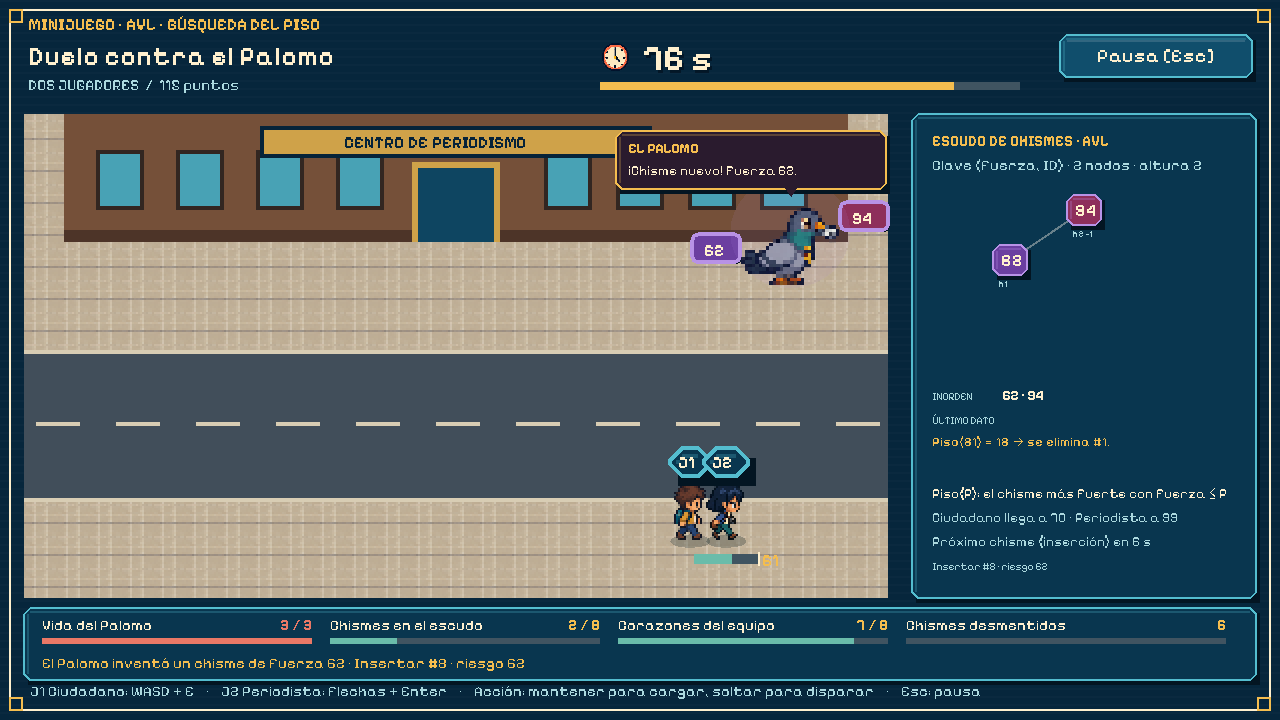 MINIJUEGO · AVL · BÚSQUEDA DEL PISO
Duelo contra el Palomo
DOS JUGADORES / 118 puntos
76 s
Pausa (Esc)
CENTRO DE PERIODISMO
EL PALOMO
¡Chisme nuevo! Fuerza 62.
94
62
J1 J2
81
ESCUDO DE CHISMES · AVL
Clave (Fuerza, ID) · 2 nodos · altura 2
94
h2 -1
62
h1
INORDEN 62 · 94
ÚLTIMO DATO
Piso(81) = 18 → se elimina #1.
Piso(P): el chisme más fuerte con fuerza ≤ P
Ciudadano llega a 70 · Periodista a 99
Próximo chisme (inserción) en 6 s
Insertar #8 · riesgo 62
Vida del Palomo 3 / 3
Chismes en el escudo 2 / 8
Corazones del equipo 7 / 8
Chismes desmentidos 6
El Palomo inventó un chisme de fuerza 62 · Insertar #8 · riesgo 62
J1 Ciudadano: WASD + E · J2 Periodista: Flechas + Enter · Acción: mantener para cargar, soltar para disparar · Esc: pausa